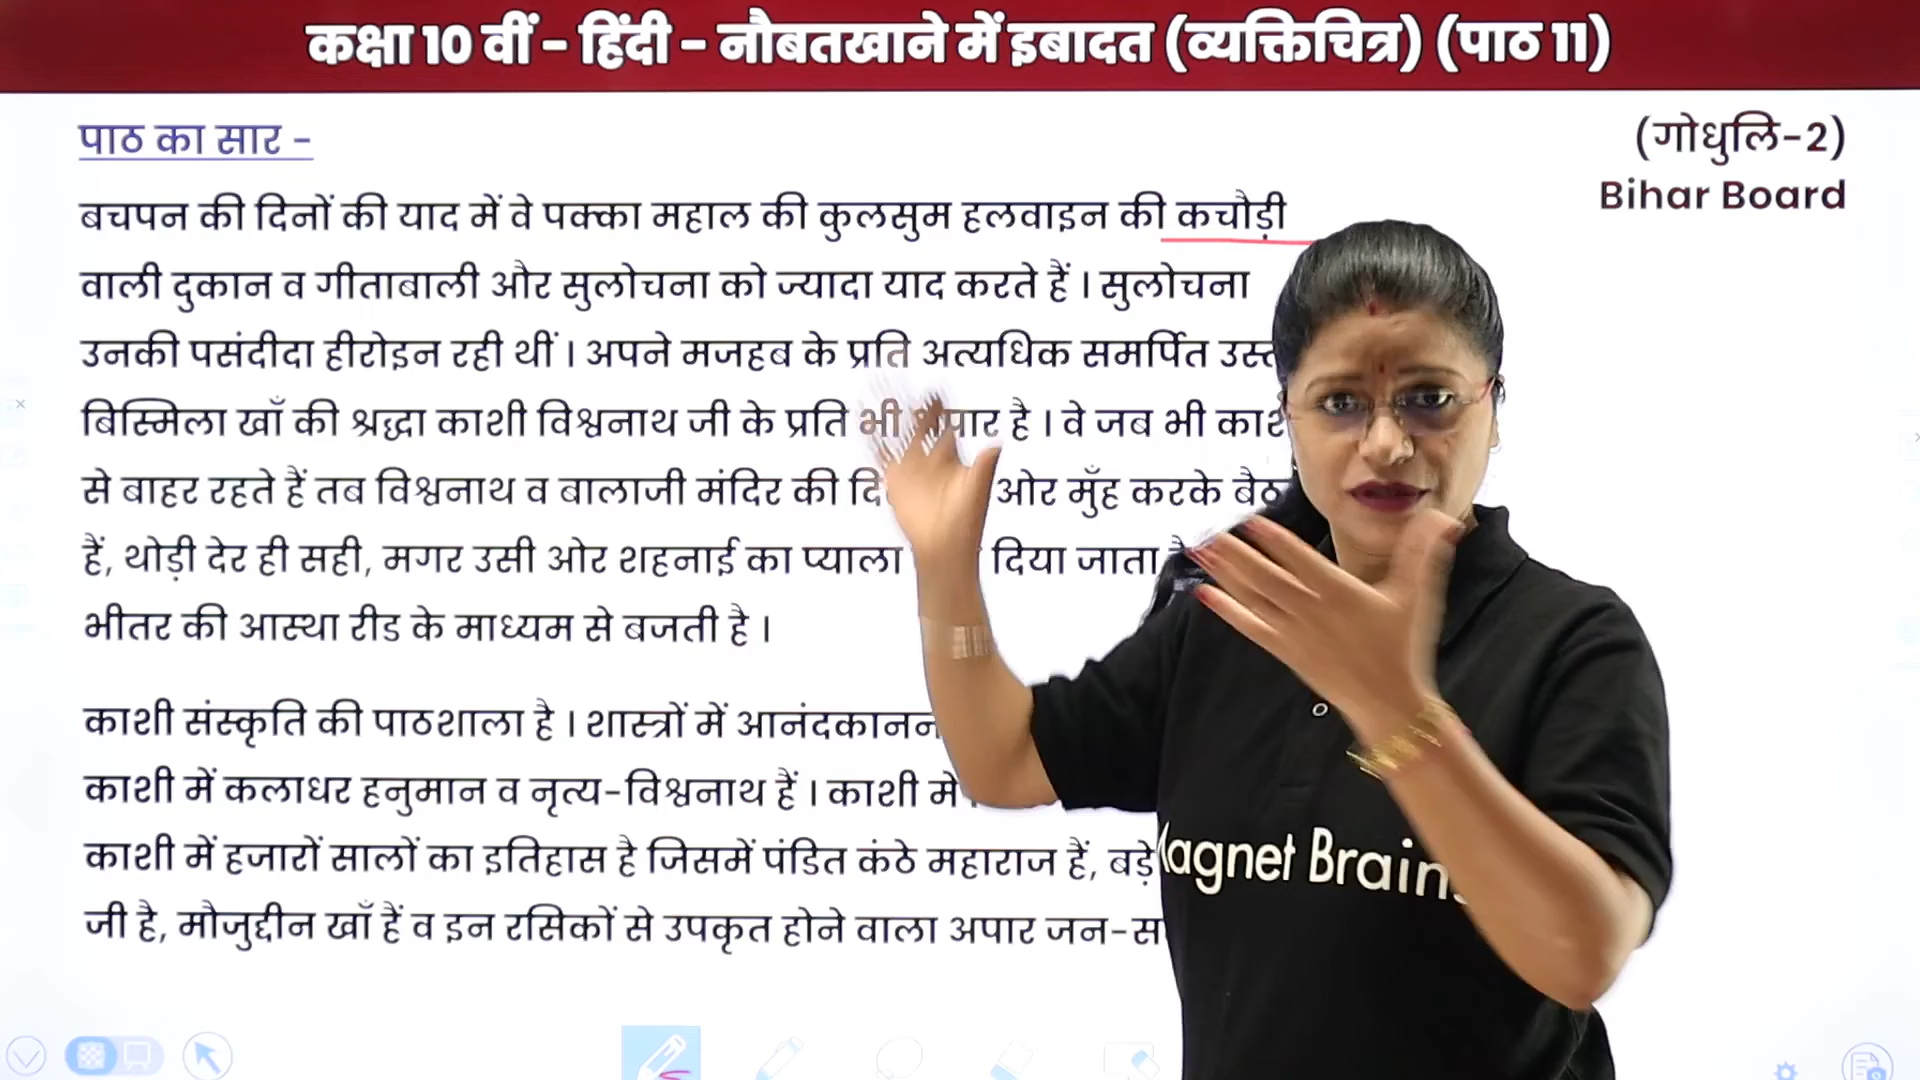 कक्षा 10 वीं - हिंदी - नौबतखाने में इबादत (व्यक्तिचित्र) (पाठ 11)
(गोधुलि-2)
Bihar Board
पाठ का सार -
बचपन की दिनों की याद में वे पक्का महाल की कुलसुम हलवाइन की कचौड़ी
वाली दुकान व गीताबाली और सुलोचना को ज्यादा याद करते हैं । सुलोचना
उनकी पसंदीदा हीरोइन रही थीं । अपने मजहब के प्रति अत्यधिक समर्पित
बिस्मिला खाँ की श्रद्धा काशी विश्वनाथ जी के प्रति भी अपार है । वे जब भी
से बाहर रहते हैं तब विश्वनाथ व बालाजी मंदिर की ओर मुँह करके
हैं, थोड़ी देर ही सही, मगर उसी ओर शहनाई का प्याला दिया जाता
भीतर की आस्था रीड के माध्यम से बजती है ।
काशी संस्कृति की पाठशाला है । शास्त्रों में आनंदकानन
काशी में कलाधर हनुमान व नृत्य-विश्वनाथ हैं । काशी में
काशी में हजारों सालों का इतिहास है जिसमें पंडित कंठे महाराज हैं, बड़े
जी है, मौजुद्दीन खाँ हैं व इन रसिकों से उपकृत होने वाला अपार जन-
Magnet Brains